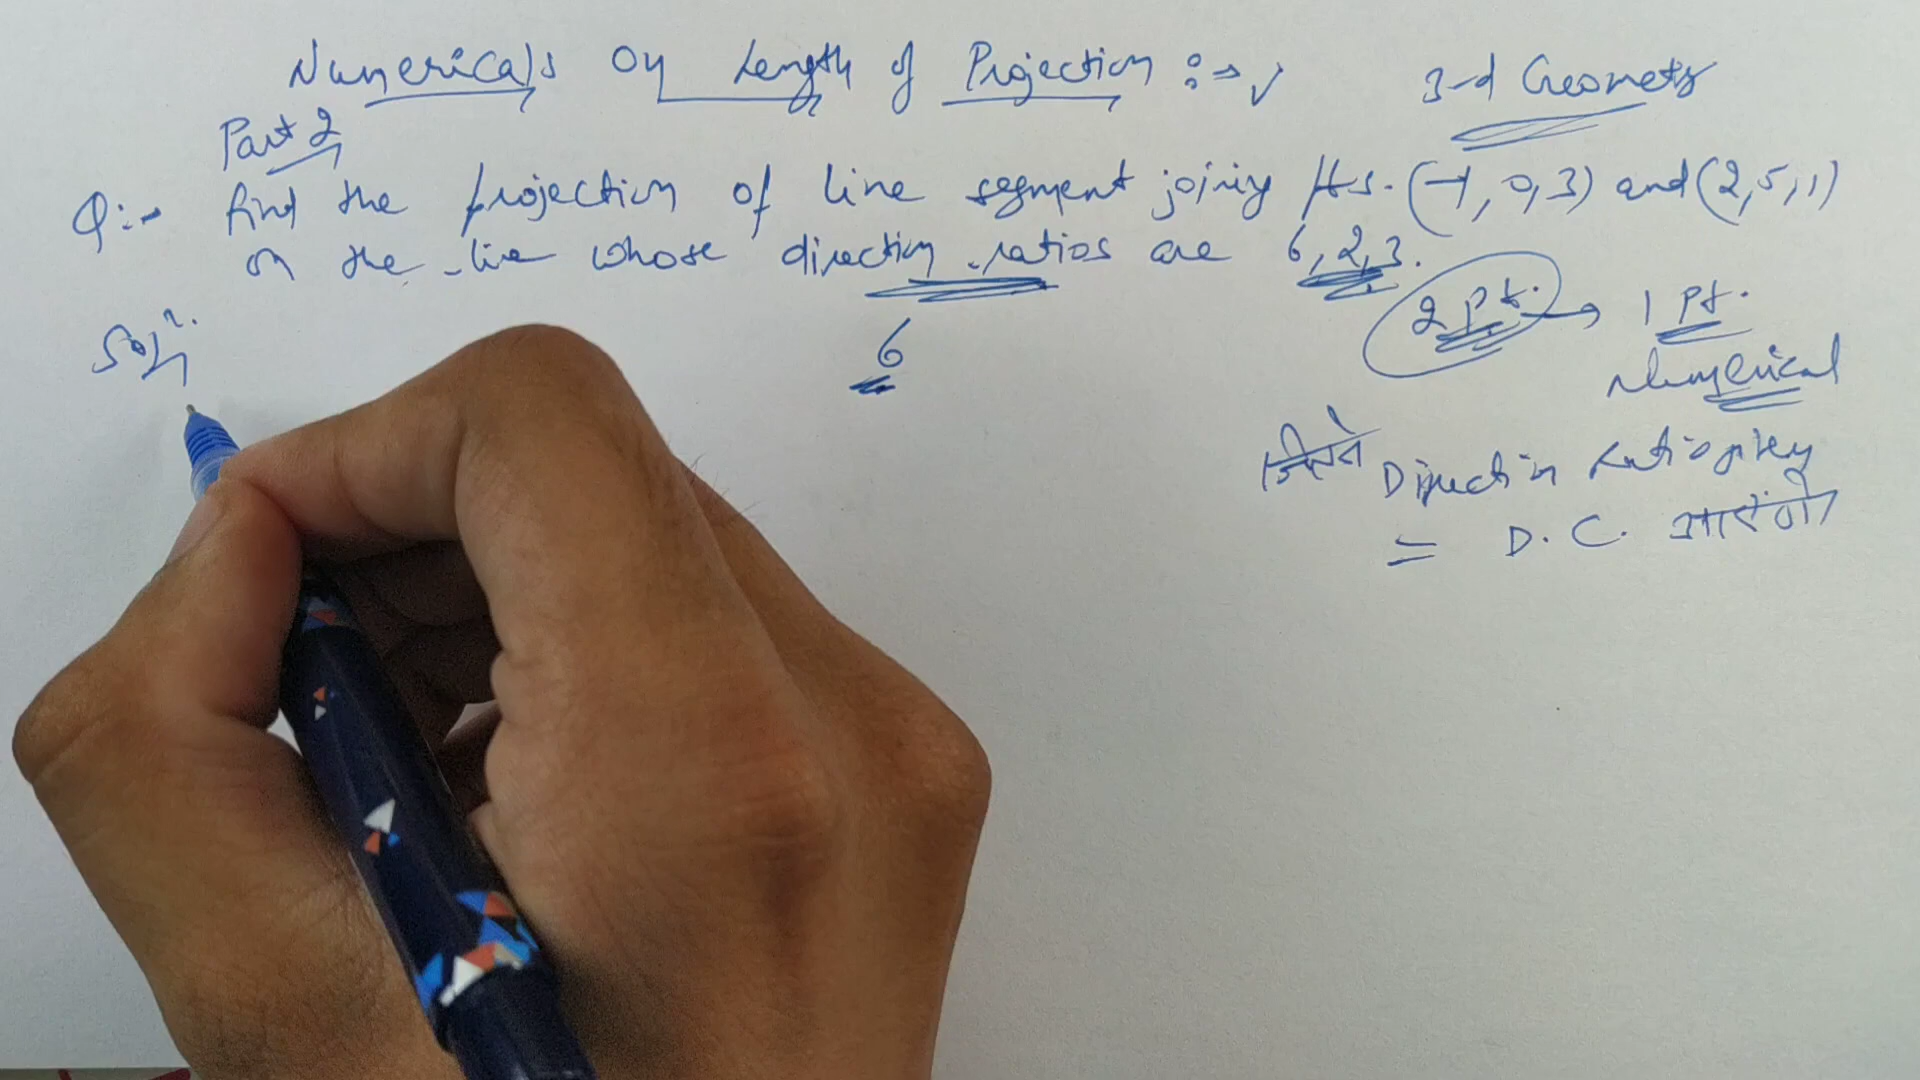 Numericals on Length of Projection :→ ✓
3-d Geometry
Part 2
Q:- find the projection of line segment joining pts. (-1, 0, 3) and (2, 5, 1)
on the line whose direction ratios are 6, 2, 3.
2 pt. → 1 pt.
Numerical
Soln.
6
Direction ratio given
= D. C.